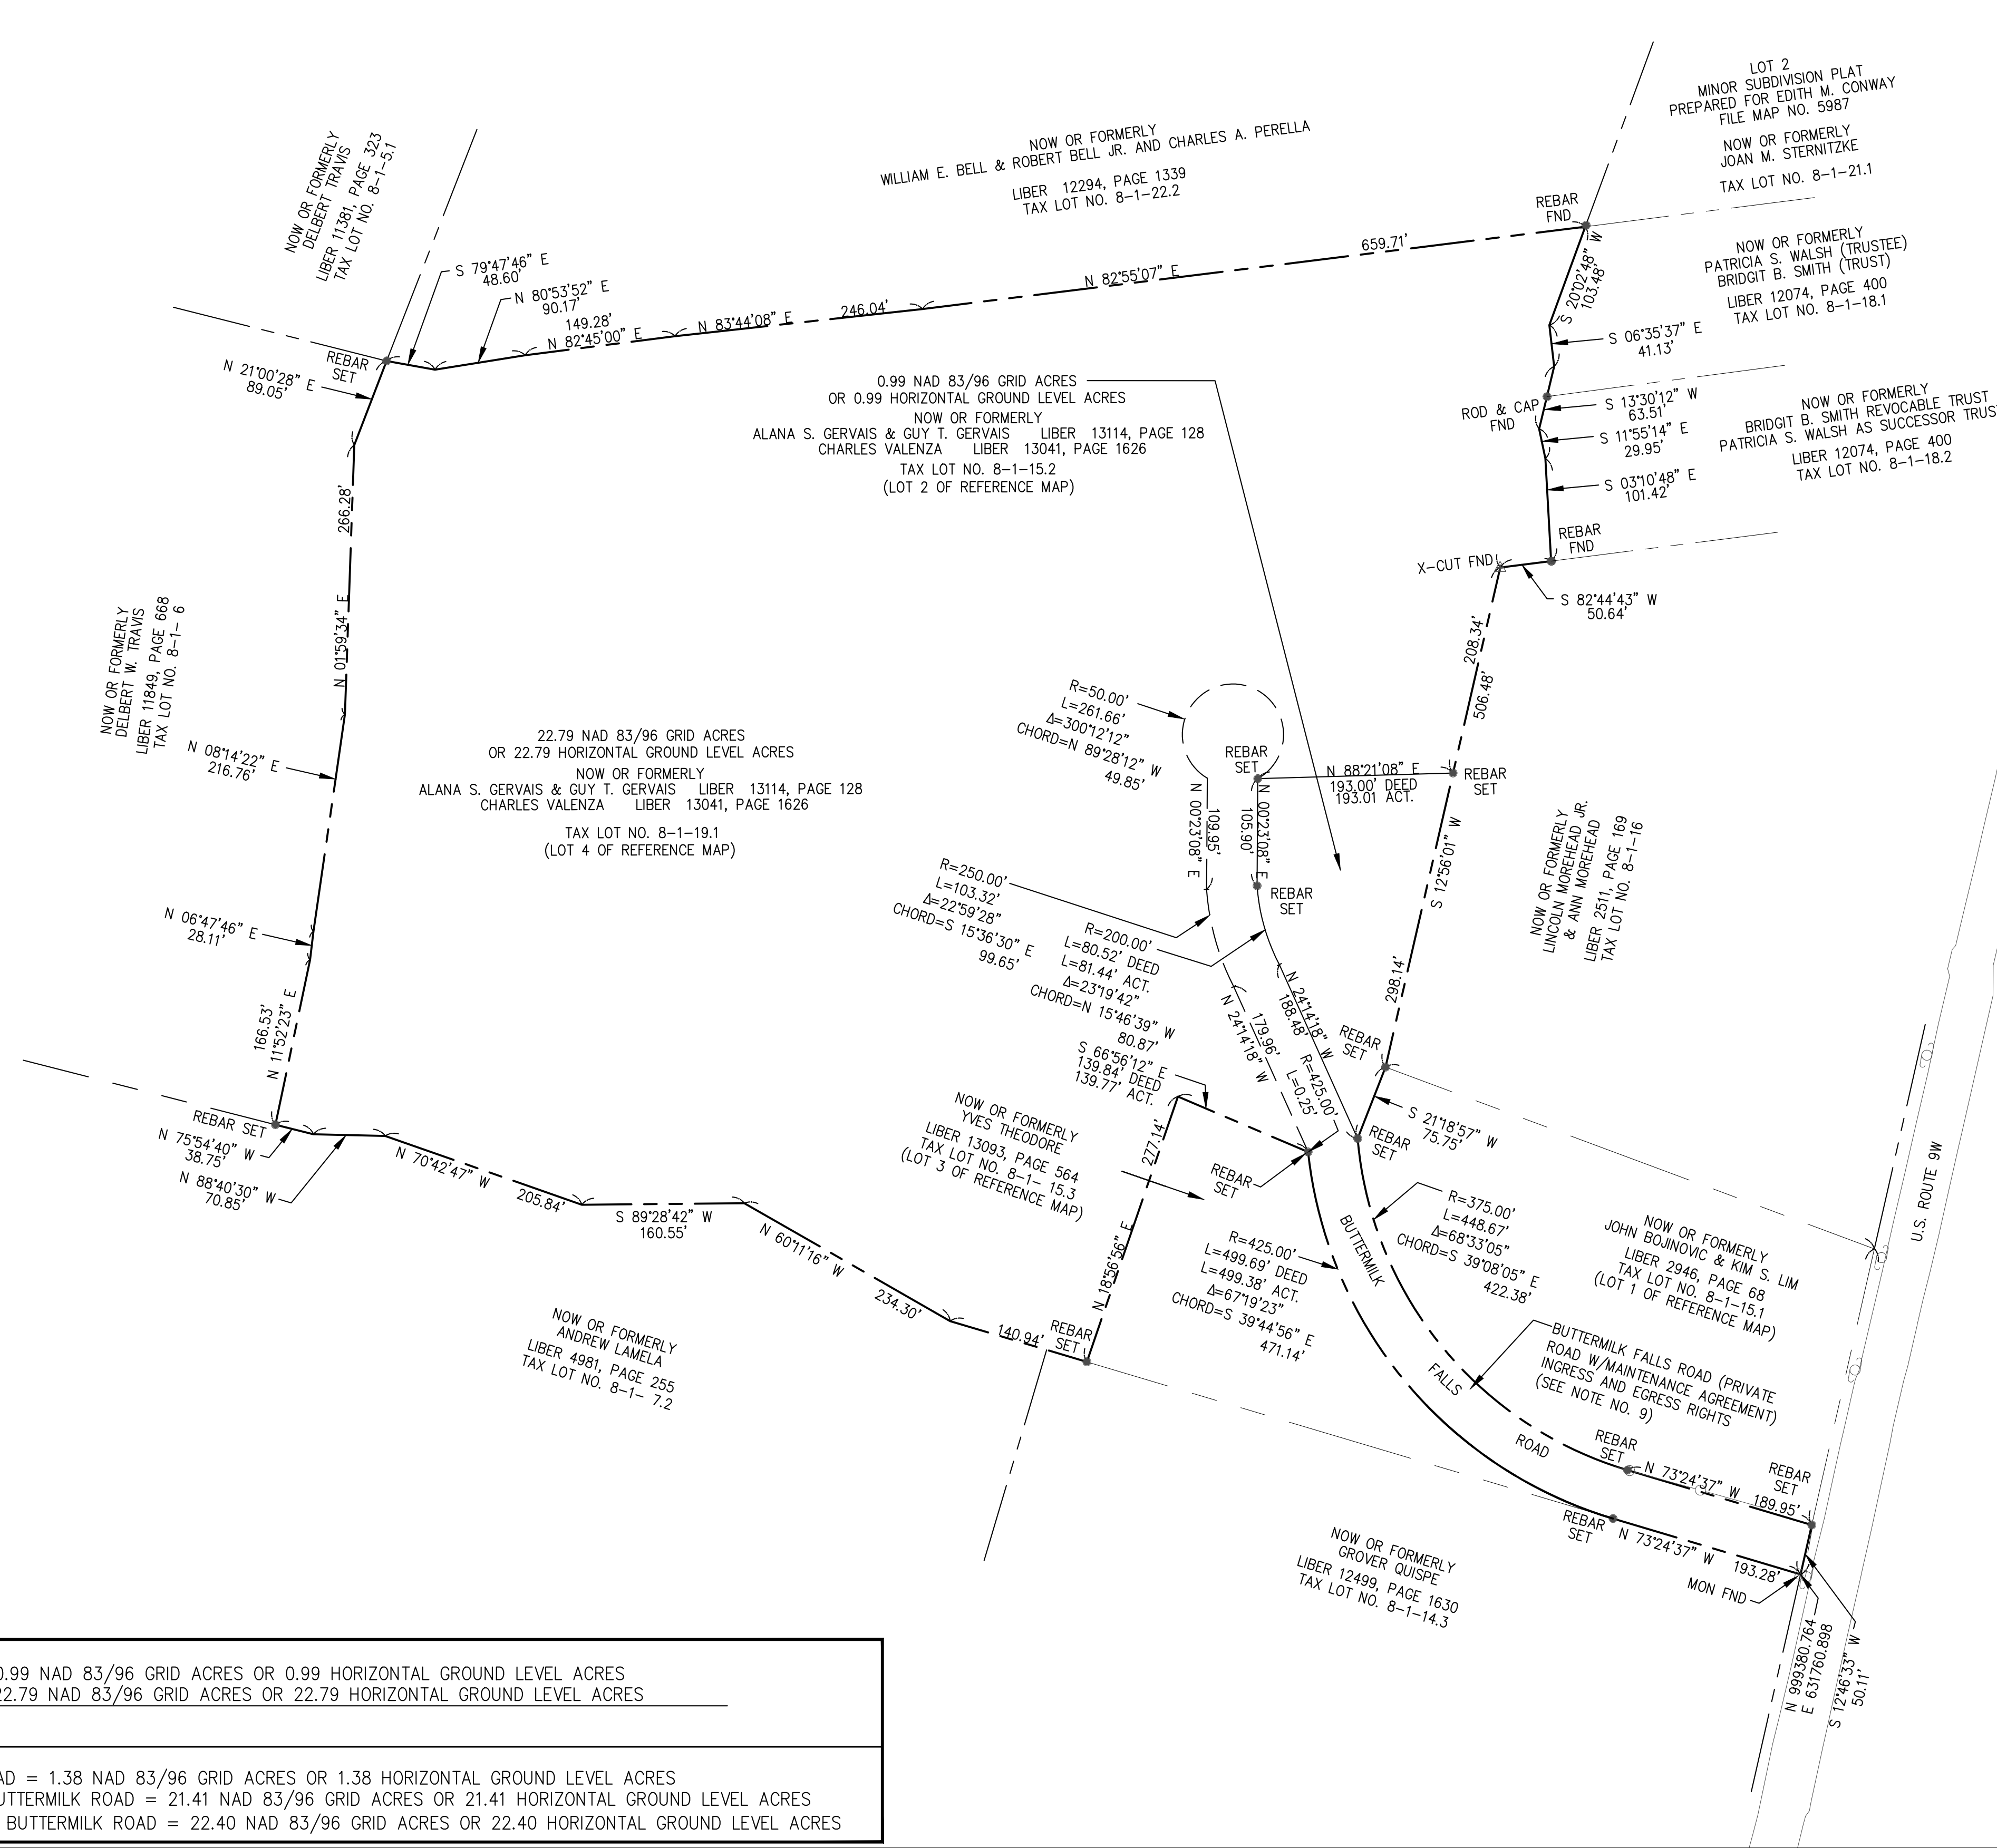 LOT 2
MINOR SUBDIVISION PLAT
PREPARED FOR EDITH M. CONWAY
FILE MAP NO. 5987
NOW OR FORMERLY
JOAN M. STERNITZKE
TAX LOT NO. 8-1-21.1
NOW OR FORMERLY
DELBERT TRAVIS
LIBER 11381, PAGE 323
TAX LOT NO. 8-1-5.1
NOW OR FORMERLY
WILLIAM E. BELL & ROBERT BELL JR. AND CHARLES A. PERELLA
LIBER 12294, PAGE 1339
TAX LOT NO. 8-1-22.2
REBAR
FND
659.71'
N 82°55'07" E
246.04'
N 83°44'08" E
149.28'
N 82°45'00" E
N 80°53'52" E
90.17'
S 79°47'46" E
48.60'
REBAR
SET
N 21°00'28" E
89.05'
NOW OR FORMERLY
PATRICIA S. WALSH (TRUSTEE)
BRIDGIT B. SMITH (TRUST)
LIBER 12074, PAGE 400
TAX LOT NO. 8-1-18.1
S 20°02'48" W
103.48'
S 06°35'37" E
41.13'
ROD & CAP
FND
S 13°30'12" W
63.51'
S 11°55'14" E
29.95'
S 03°10'48" E
101.42'
NOW OR FORMERLY
BRIDGIT B. SMITH REVOCABLE TRUST
PATRICIA S. WALSH AS SUCCESSOR TRUS
LIBER 12074, PAGE 400
TAX LOT NO. 8-1-18.2
REBAR
FND
X-CUT FND
S 82°44'43" W
50.64'
0.99 NAD 83/96 GRID ACRES
OR 0.99 HORIZONTAL GROUND LEVEL ACRES
NOW OR FORMERLY
ALANA S. GERVAIS & GUY T. GERVAIS LIBER 13114, PAGE 128
CHARLES VALENZA LIBER 13041, PAGE 1626
TAX LOT NO. 8-1-15.2
(LOT 2 OF REFERENCE MAP)
266.28'
N 01°59'34" E
NOW OR FORMERLY
DELBERT W. TRAVIS
LIBER 11849, PAGE 668
TAX LOT NO. 8-1- 6
N 08°14'22" E
216.76'
N 06°47'46" E
28.11'
166.53'
N 11°52'23" E
22.79 NAD 83/96 GRID ACRES
OR 22.79 HORIZONTAL GROUND LEVEL ACRES
NOW OR FORMERLY
ALANA S. GERVAIS & GUY T. GERVAIS LIBER 13114, PAGE 128
CHARLES VALENZA LIBER 13041, PAGE 1626
TAX LOT NO. 8-1-19.1
(LOT 4 OF REFERENCE MAP)
R=50.00'
L=261.66'
Δ=300°12'12"
CHORD=N 89°28'12" W
49.85'
REBAR
SET
N 88°21'08" E
193.00' DEED
193.01 ACT.
REBAR
SET
208.34'
506.48'
S 12°56'01" W
298.14'
N 00°23'08" E
109.95'
105.90'
N 00°23'08" E
REBAR
SET
NOW OR FORMERLY
LINCOLN MOREHEAD JR.
& ANN MOREHEAD
LIBER 2511, PAGE 169
TAX LOT NO. 8-1-16
R=250.00'
L=103.32'
Δ=22°59'28"
CHORD=S 15°36'30" E
99.65'
R=200.00'
L=80.52' DEED
L=81.44' ACT.
Δ=23°19'42"
CHORD=N 15°46'39" W
80.87'
N 24°14'18" W
188.48'
179.96'
N 24°14'18" W
R=425.00'
L=0.25'
S 66°56'12" E
139.84' DEED
139.77' ACT.
REBAR
SET
S 21°18'57" W
75.75'
REBAR
SET
REBAR
SET
277.14'
N 18°56'56" E
NOW OR FORMERLY
YVES THEODORE
LIBER 13093, PAGE 564
TAX LOT NO. 8-1- 15.3
(LOT 3 OF REFERENCE MAP)
REBAR SET
N 75°54'40" W
38.75'
N 88°40'30" W
70.85'
N 70°42'47" W
205.84'
S 89°28'42" W
160.55'
N 60°11'16" W
234.30'
140.94'
REBAR
SET
NOW OR FORMERLY
ANDREW LAMELA
LIBER 4981, PAGE 255
TAX LOT NO. 8-1- 7.2
R=425.00'
L=499.69' DEED
L=499.38' ACT.
Δ=67°19'23"
CHORD=S 39°44'56" E
471.14'
R=375.00'
L=448.67'
Δ=68°33'05"
CHORD=S 39°08'05" E
422.38'
BUTTERMILK
FALLS
ROAD
NOW OR FORMERLY
JOHN BOJINOVIC & KIM S. LIM
LIBER 2946, PAGE 68
TAX LOT NO. 8-1-15.1
(LOT 1 OF REFERENCE MAP)
U.S. ROUTE 9W
BUTTERMILK FALLS ROAD (PRIVATE
ROAD W/MAINTENANCE AGREEMENT)
INGRESS AND EGRESS RIGHTS
(SEE NOTE NO. 9)
REBAR
SET
N 73°24'37" W
189.95'
REBAR
SET
REBAR
SET
N 73°24'37" W
193.28'
MON FND
N 999380.764
E 631760.898
S 12°46'33" W
50.11'
NOW OR FORMERLY
GROVER QUISPE
LIBER 12499, PAGE 1630
TAX LOT NO. 8-1-14.3
0.99 NAD 83/96 GRID ACRES OR 0.99 HORIZONTAL GROUND LEVEL ACRES
22.79 NAD 83/96 GRID ACRES OR 22.79 HORIZONTAL GROUND LEVEL ACRES
AD = 1.38 NAD 83/96 GRID ACRES OR 1.38 HORIZONTAL GROUND LEVEL ACRES
UTTERMILK ROAD = 21.41 NAD 83/96 GRID ACRES OR 21.41 HORIZONTAL GROUND LEVEL ACRES
BUTTERMILK ROAD = 22.40 NAD 83/96 GRID ACRES OR 22.40 HORIZONTAL GROUND LEVEL ACRES